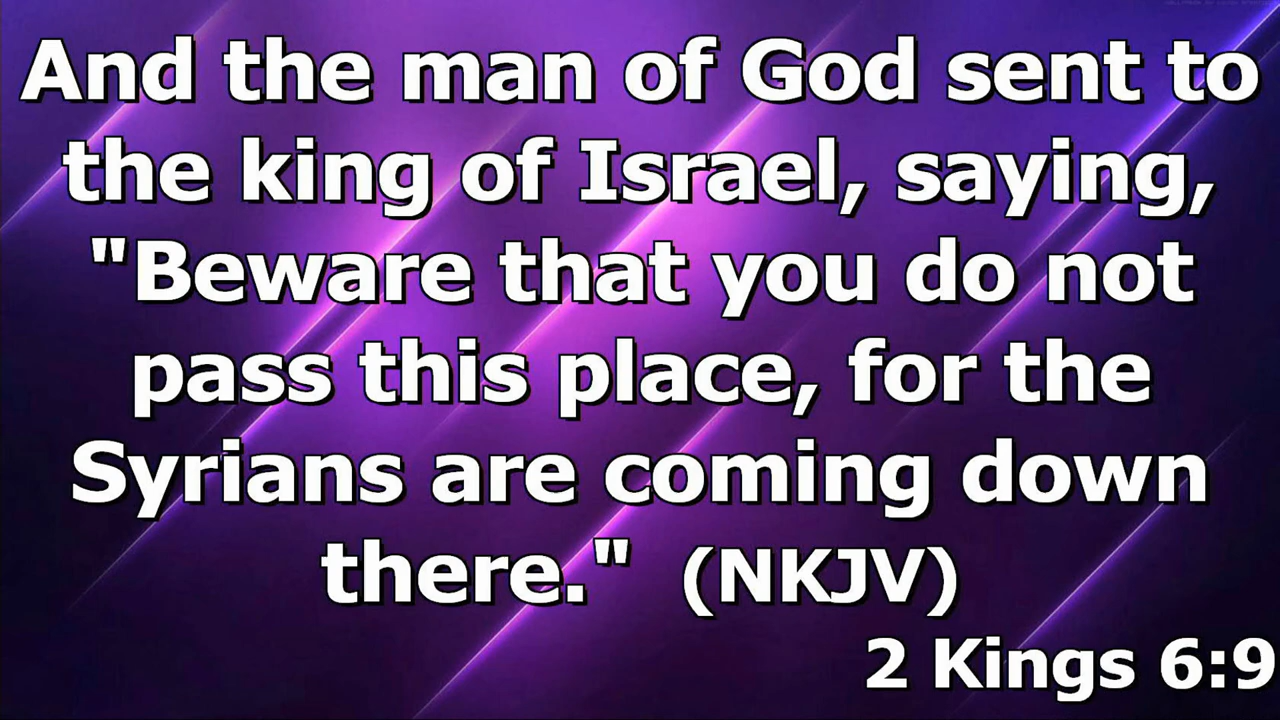 And the man of God sent to
the king of Israel, saying,
"Beware that you do not
pass this place, for the
Syrians are coming down
there." (NKJV)
2 Kings 6:9